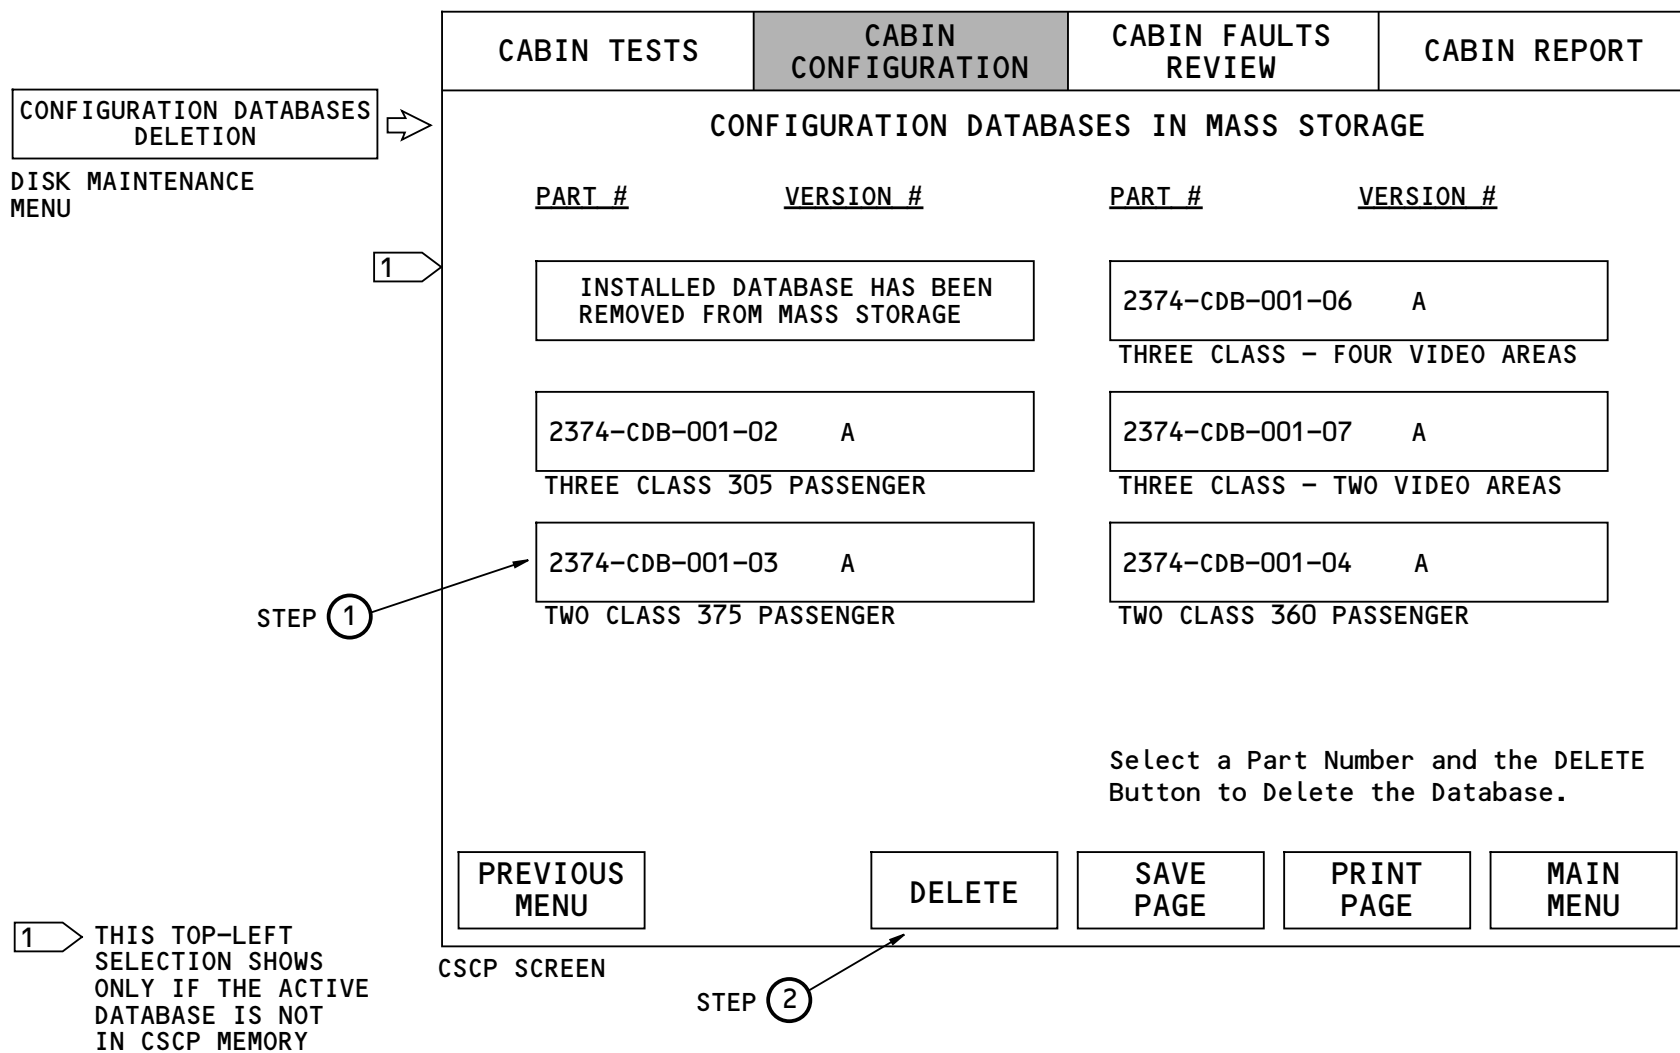 CABIN TESTS
CABIN
CONFIGURATION
CABIN FAULTS
REVIEW
CABIN REPORT
CONFIGURATION DATABASES
DELETION
DISK MAINTENANCE
MENU
CONFIGURATION DATABASES IN MASS STORAGE
PART # VERSION # PART # VERSION #
1
INSTALLED DATABASE HAS BEEN
REMOVED FROM MASS STORAGE
2374-CDB-001-06 A
THREE CLASS - FOUR VIDEO AREAS
2374-CDB-001-02 A
THREE CLASS 305 PASSENGER
2374-CDB-001-07 A
THREE CLASS - TWO VIDEO AREAS
2374-CDB-001-03 A
TWO CLASS 375 PASSENGER
2374-CDB-001-04 A
TWO CLASS 360 PASSENGER
STEP 1
Select a Part Number and the DELETE
Button to Delete the Database.
PREVIOUS
MENU
DELETE
SAVE
PAGE
PRINT
PAGE
MAIN
MENU
CSCP SCREEN
STEP 2
1 THIS TOP-LEFT
SELECTION SHOWS
ONLY IF THE ACTIVE
DATABASE IS NOT
IN CSCP MEMORY